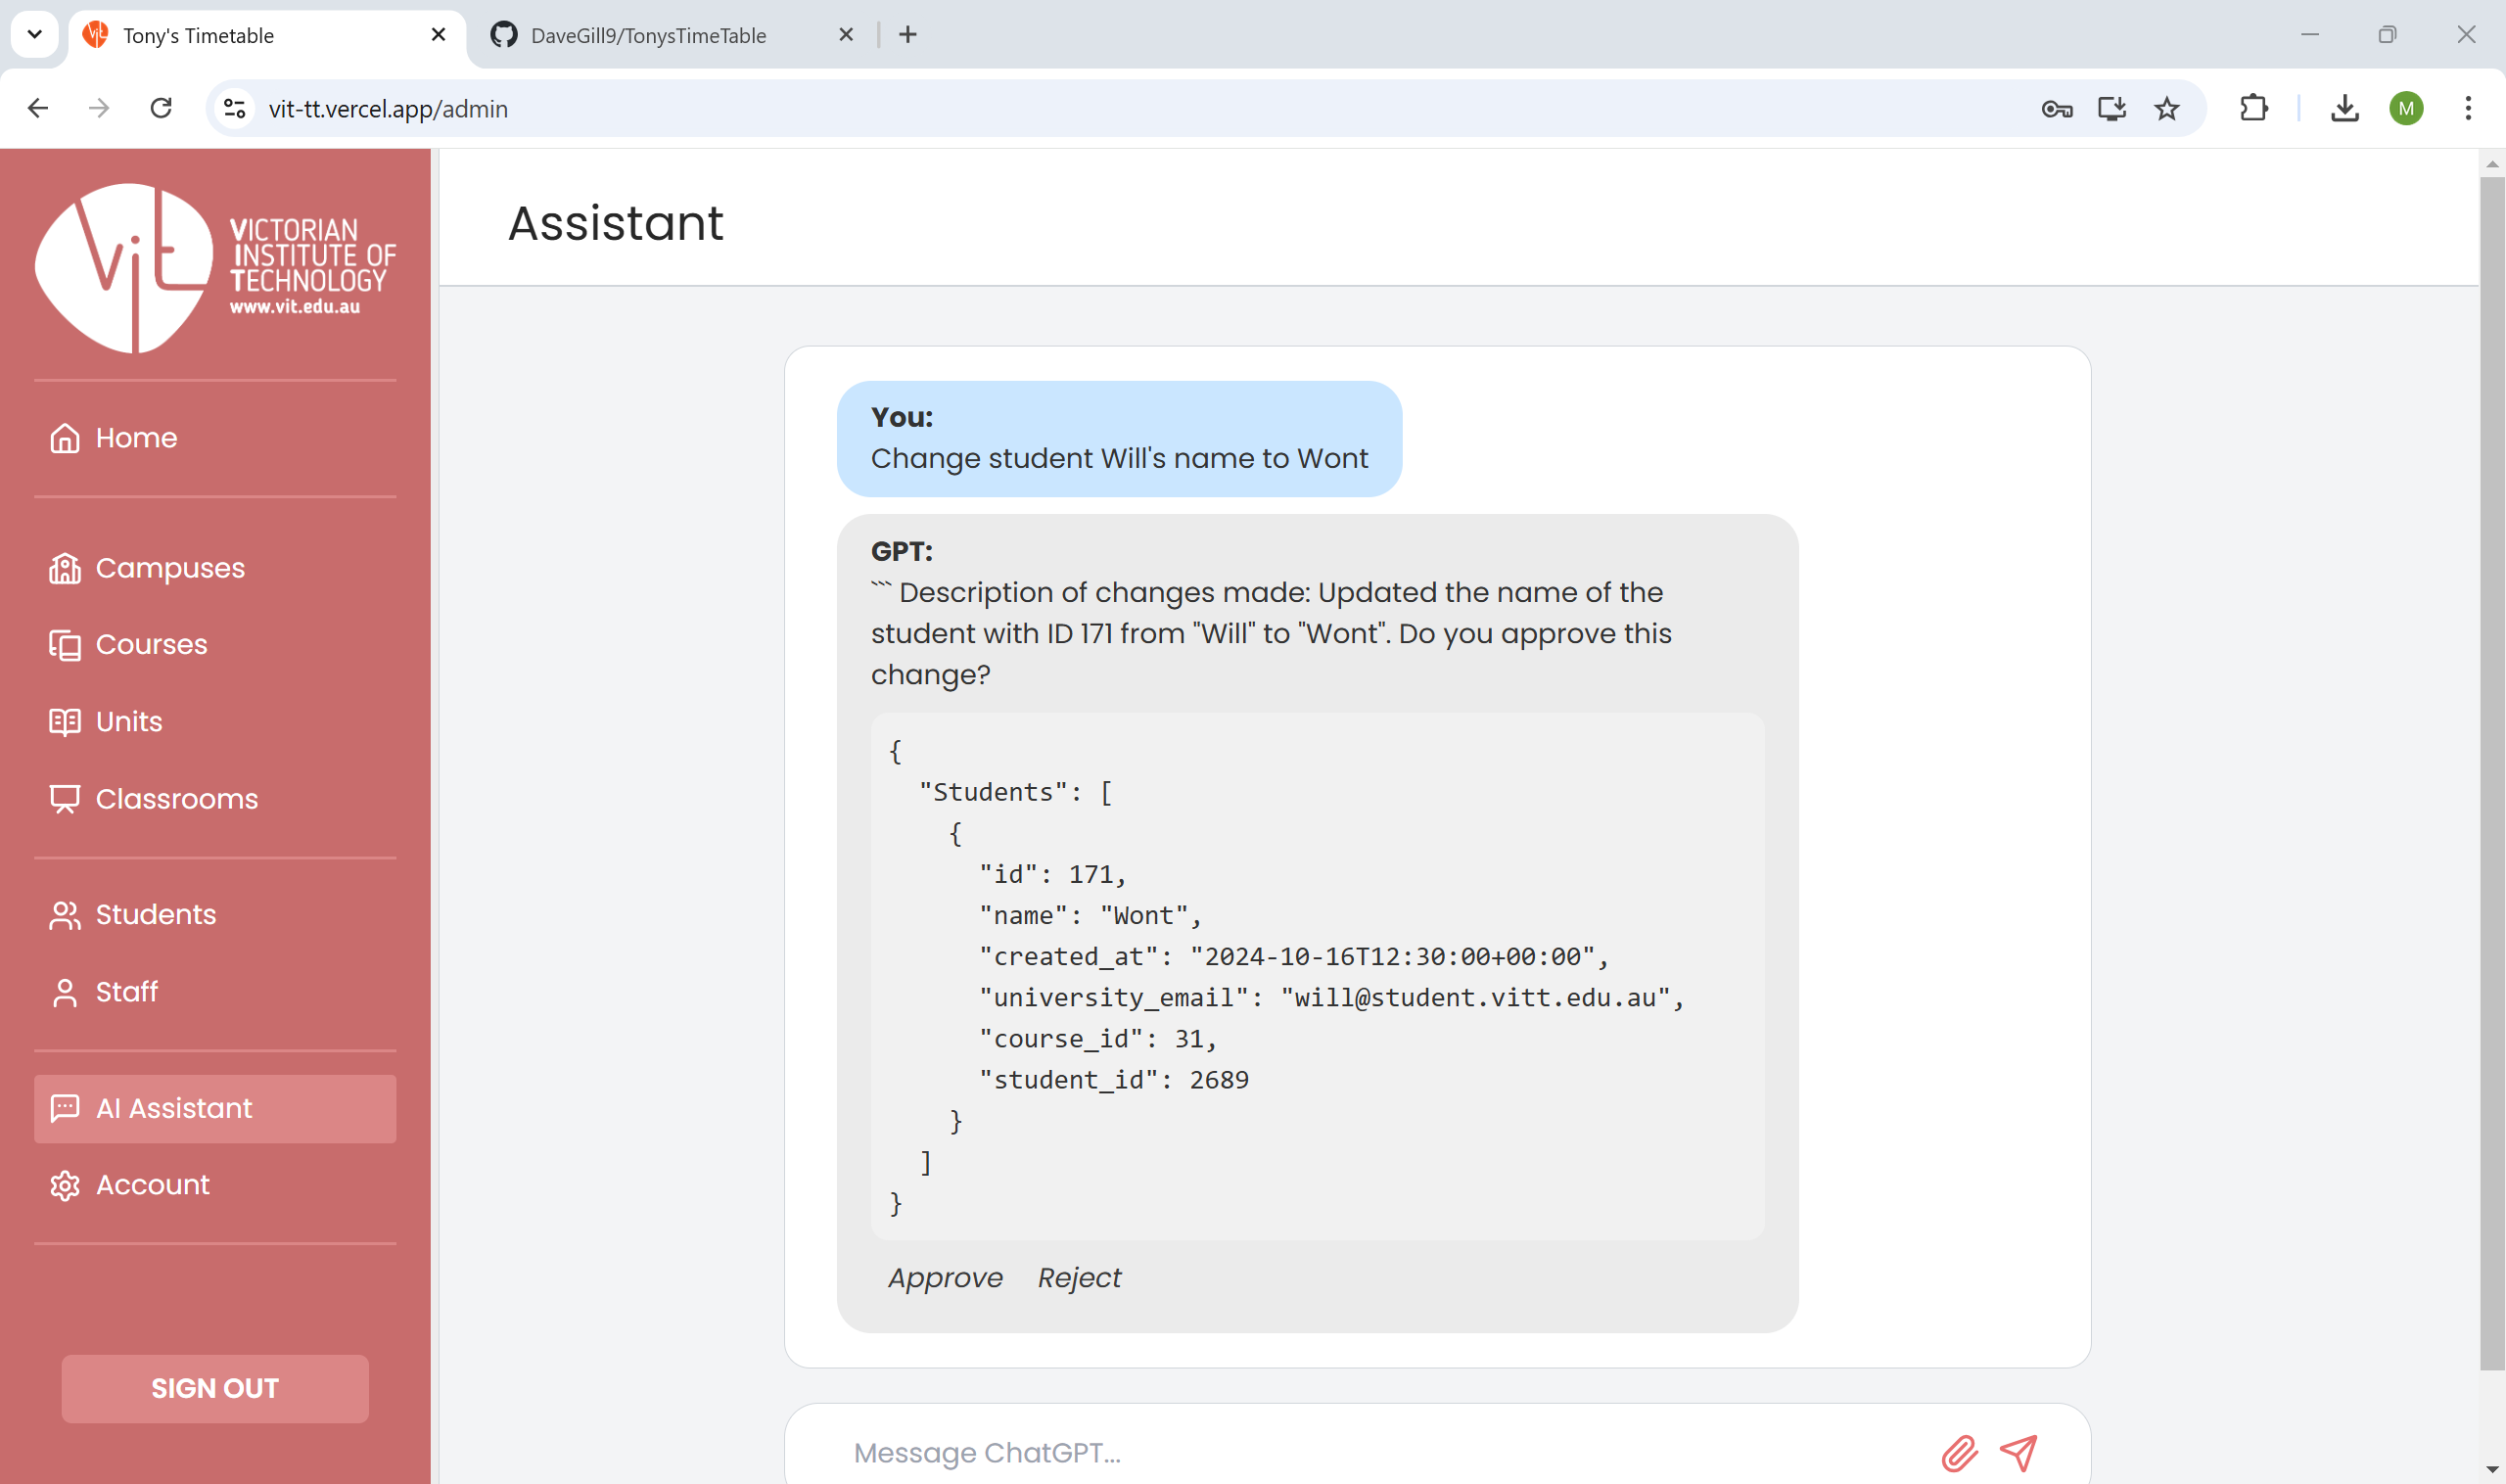 Tony's Timetable
DaveGill9/TonysTimeTable
vit-tt.vercel.app/admin
M
vit
VICTORIAN
INSTITUTE OF
TECHNOLOGY
www.vit.edu.au
Home
Campuses
Courses
Units
Classrooms
Students
Staff
AI Assistant
Account
SIGN OUT
Assistant
You:
Change student Will's name to Wont
GPT:
``` Description of changes made: Updated the name of the
student with ID 171 from "Will" to "Wont". Do you approve this
change?
{
"Students": [
{
"id": 171,
"name": "Wont",
"created_at": "2024-10-16T12:30:00+00:00",
"university_email": "will@student.vitt.edu.au",
"course_id": 31,
"student_id": 2689
}
]
}
Approve Reject
Message ChatGPT...